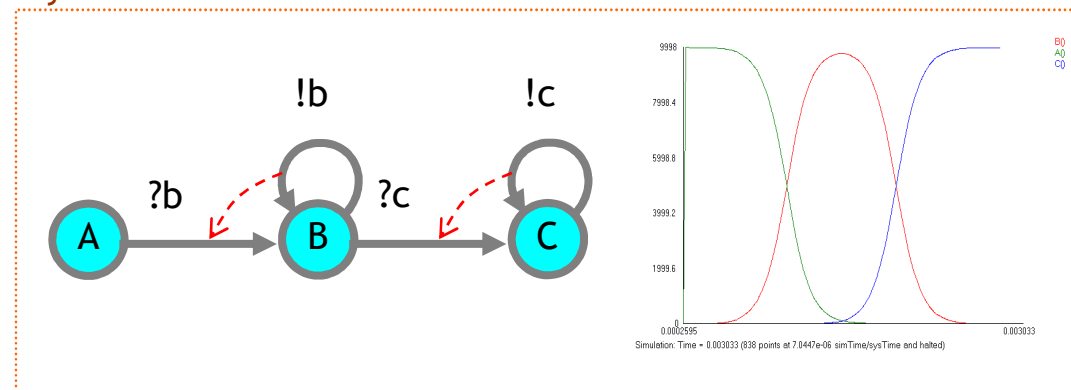 !b
!c
?b
?c
A
B
C
9998
7998.4
5998.8
3999.2
1999.6
0
0.0002595
0.003033
B()
A()
C()
Simulation: Time = 0.003033 (838 points at 7.0447e-06 simTime/sysTime and halted)